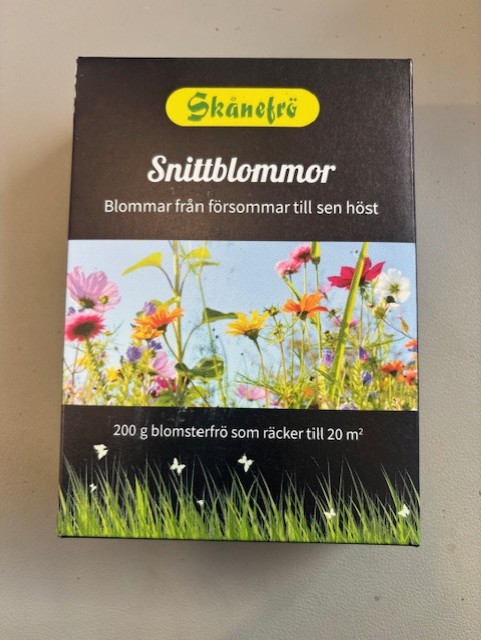 Skånefrö
Snittblommor
Blommar från försommar till sen höst
200 g blomsterfrö som räcker till 20 m²